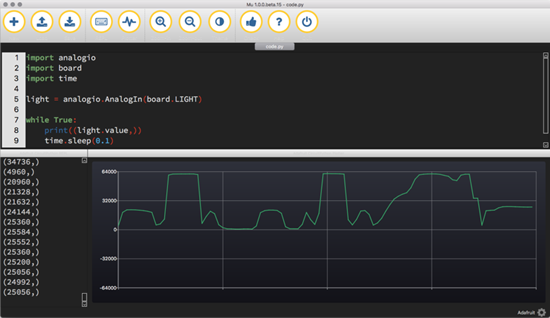 Mu 1.0.0.beta.15 - code.py
code.py
1 import analogio
2 import board
3 import time
4
5 light = analogio.AnalogIn(board.LIGHT)
6
7 while True:
8 print((light.value,))
9 time.sleep(0.1)
(34736,)
(4960,)
(20960,)
(21328,)
(21632,)
(24144,)
(25360,)
(25584,)
(25552,)
(25360,)
(25200,)
(25056,)
(24992,)
(25056,)
64000
32000
0
-32000
-64000
Adafruit